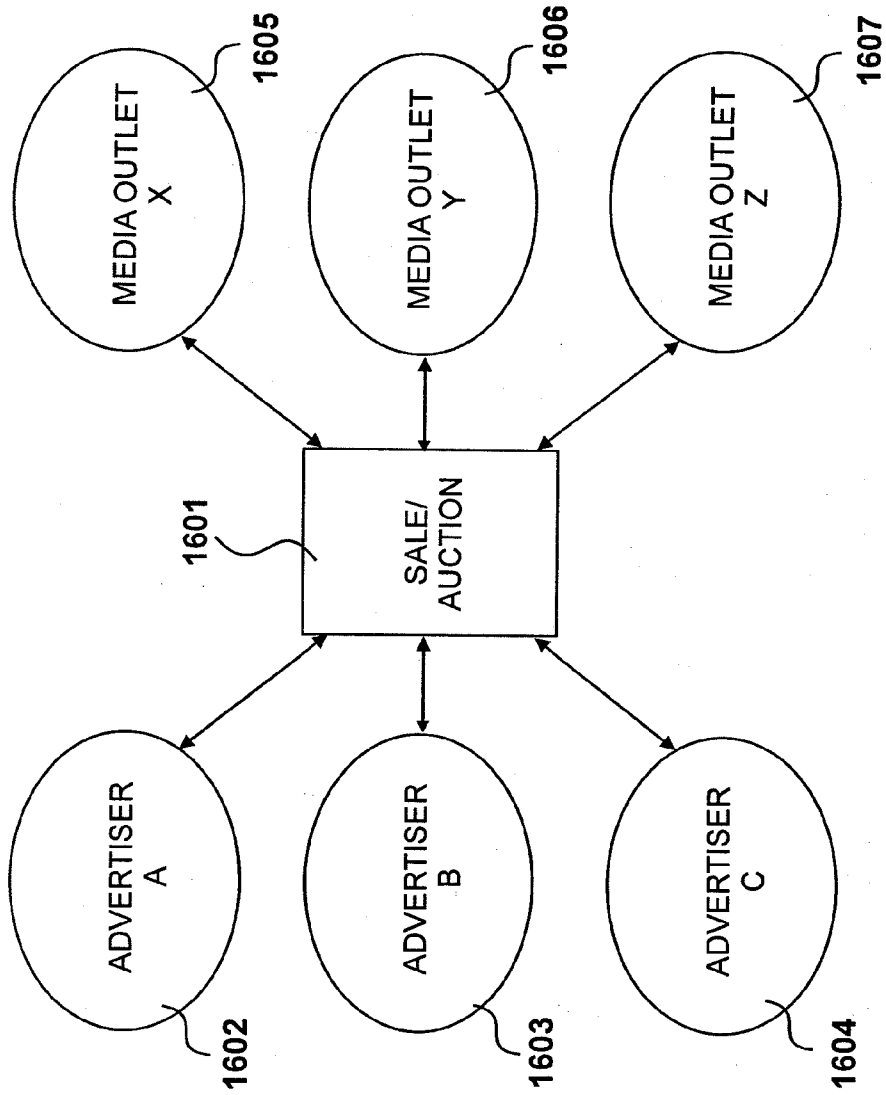 1602
ADVERTISER
A
1603
ADVERTISER
B
1604
ADVERTISER
C
1601
SALE/
AUCTION
MEDIA OUTLET
X
1605
MEDIA OUTLET
Y
1606
MEDIA OUTLET
Z
1607